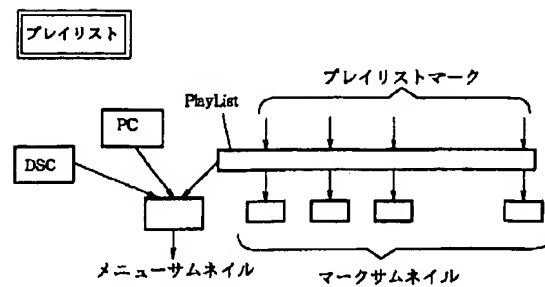 プレイリスト
プレイリストマーク
PlayList
PC
DSC
メニューサムネイル
マークサムネイル